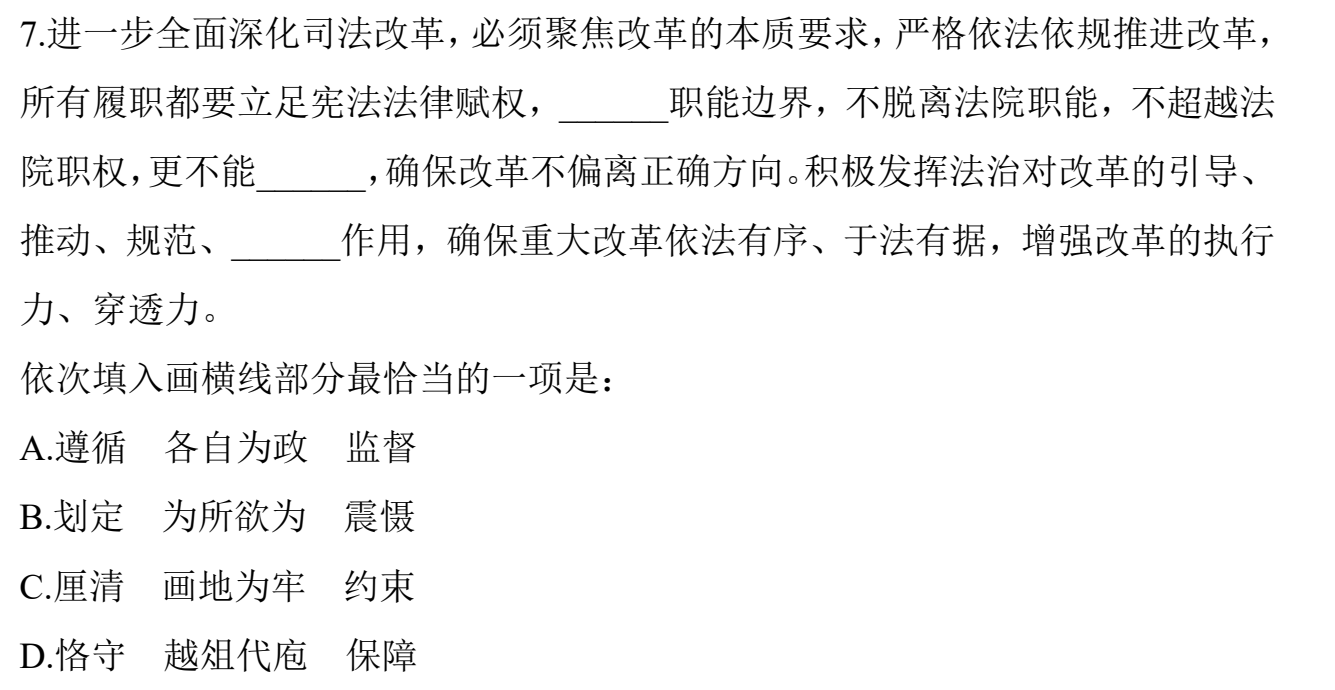 7.进一步全面深化司法改革，必须聚焦改革的本质要求，严格依法依规推进改革，
所有履职都要立足宪法法律赋权，______职能边界，不脱离法院职能，不超越法
院职权，更不能______，确保改革不偏离正确方向。积极发挥法治对改革的引导、
推动、规范、______作用，确保重大改革依法有序、于法有据，增强改革的执行
力、穿透力。
依次填入画横线部分最恰当的一项是：
A.遵循 各自为政 监督
B.划定 为所欲为 震慑
C.厘清 画地为牢 约束
D.恪守 越俎代庖 保障